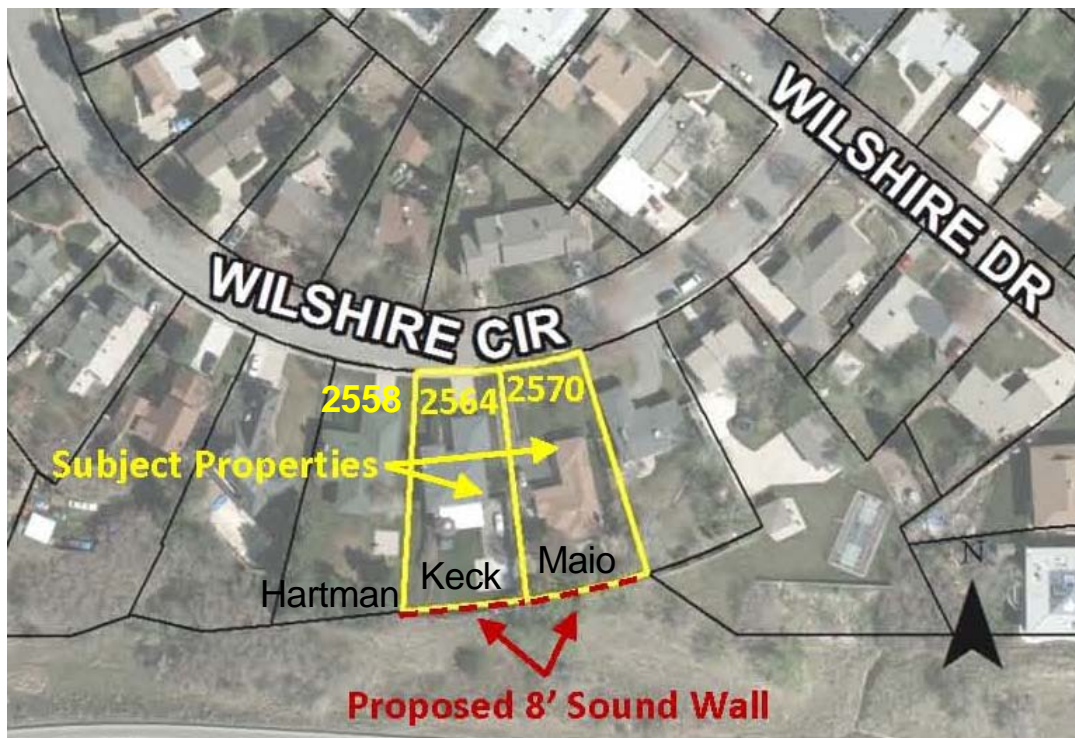 WILSHIRE DR
WILSHIRE CIR
2558 2564 2570
Subject Properties
Hartman Keck Maio
N
Proposed 8' Sound Wall